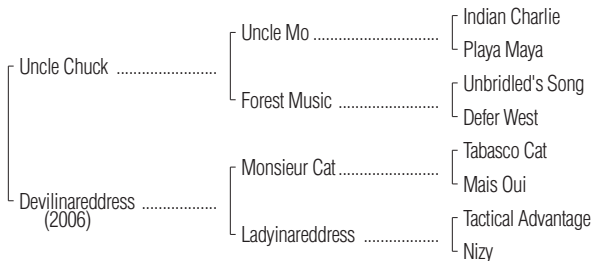 Indian Charlie
Uncle Mo ..............................
Playa Maya
Uncle Chuck ........................
Unbridled's Song
Forest Music ........................
Defer West
Tabasco Cat
Monsieur Cat ........................
Mais Oui
Devilinareddress ..................
(2006)
Tactical Advantage
Ladyinareddress ..................
Nizy